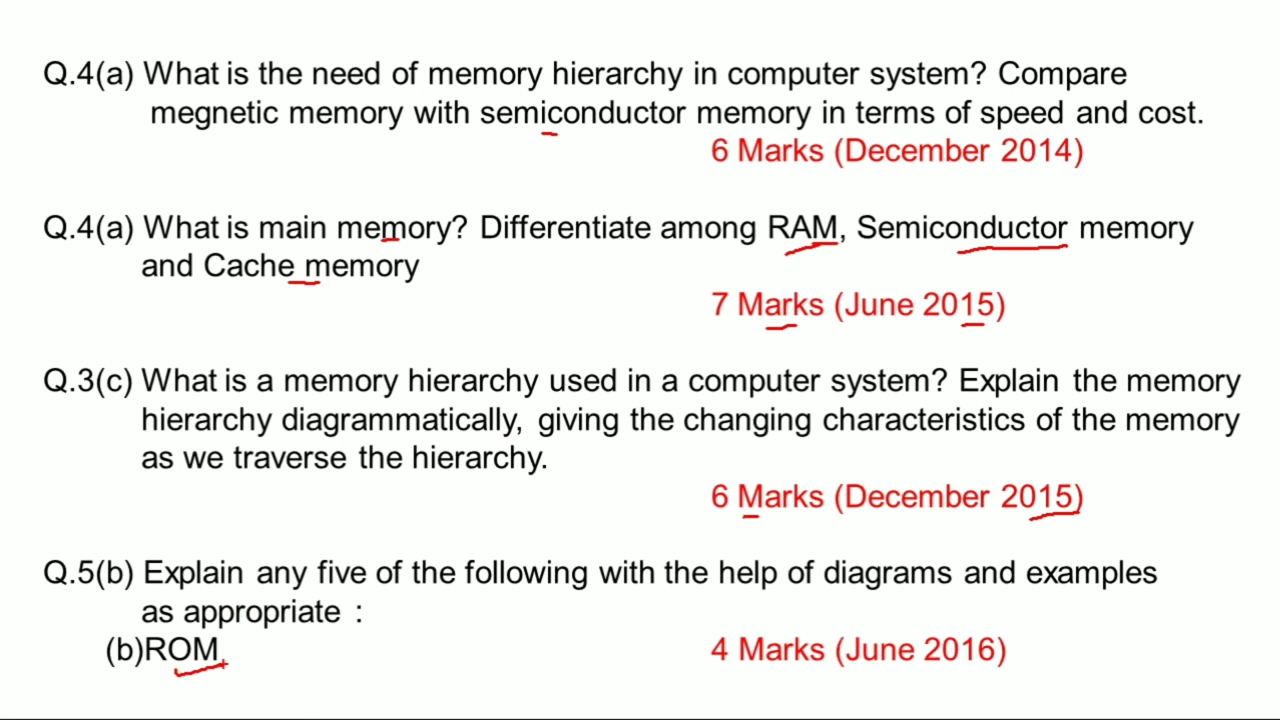 Q.4(a) What is the need of memory hierarchy in computer system? Compare
megnetic memory with semiconductor memory in terms of speed and cost.
6 Marks (December 2014)
Q.4(a) What is main memory? Differentiate among RAM, Semiconductor memory
and Cache memory
7 Marks (June 2015)
Q.3(c) What is a memory hierarchy used in a computer system? Explain the memory
hierarchy diagrammatically, giving the changing characteristics of the memory
as we traverse the hierarchy.
6 Marks (December 2015)
Q.5(b) Explain any five of the following with the help of diagrams and examples
as appropriate :
(b)ROM
4 Marks (June 2016)